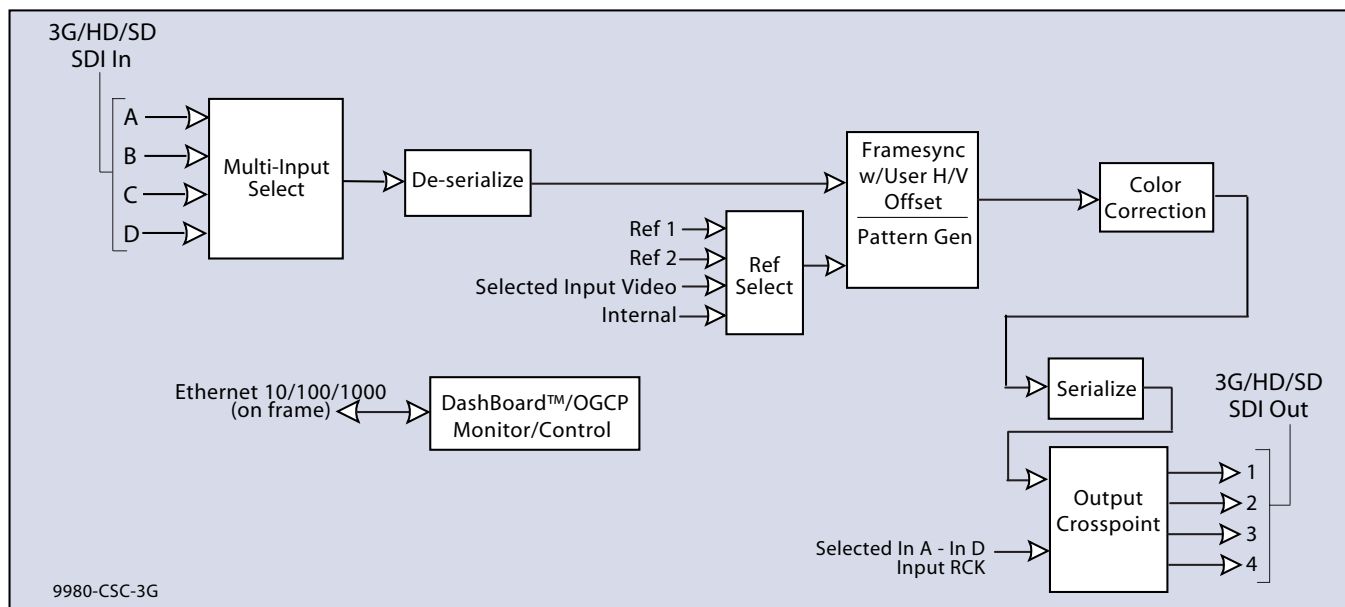 3G/HD/SD
SDI In
A
B
C
D
Multi-Input
Select
De-serialize
Ref 1
Ref 2
Selected Input Video
Internal
Ref
Select
Framesync
w/User H/V
Offset
Pattern Gen
Color
Correction
Ethernet 10/100/1000
(on frame)
DashBoard™/OGCP
Monitor/Control
Serialize
3G/HD/SD
SDI Out
Selected In A - In D
Input RCK
Output
Crosspoint
1
2
3
4
9980-CSC-3G